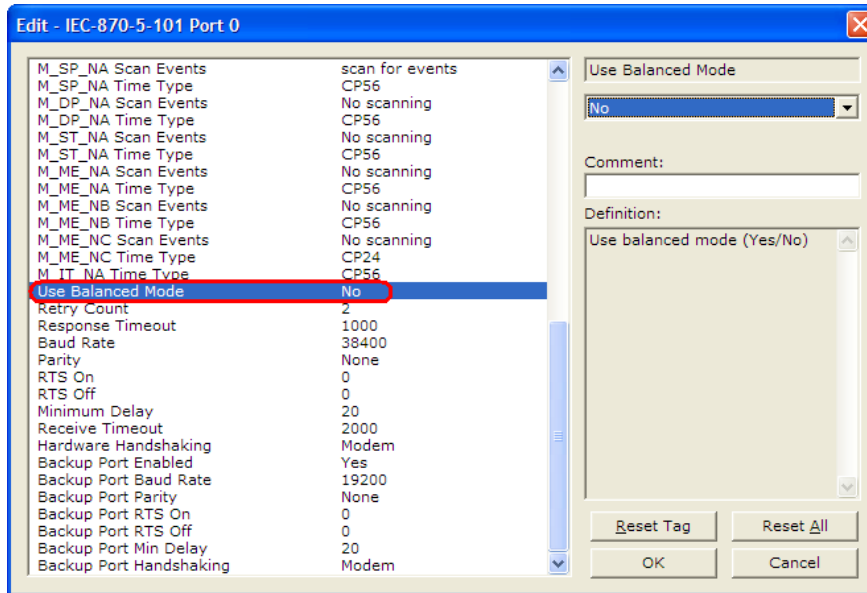 Edit - IEC-870-5-101 Port 0
M_SP_NA Scan Events scan for events
M_SP_NA Time Type CP56
M_DP_NA Scan Events No scanning
M_DP_NA Time Type CP56
M_ST_NA Scan Events No scanning
M_ST_NA Time Type CP56
M_ME_NA Scan Events No scanning
M_ME_NA Time Type CP56
M_ME_NB Scan Events No scanning
M_ME_NB Time Type CP56
M_ME_NC Scan Events No scanning
M_ME_NC Time Type CP24
M_IT_NA Time Type CP56
Use Balanced Mode No
Retry Count 2
Response Timeout 1000
Baud Rate 38400
Parity None
RTS On 0
RTS Off 0
Minimum Delay 20
Receive Timeout 2000
Hardware Handshaking Modem
Backup Port Enabled Yes
Backup Port Baud Rate 19200
Backup Port Parity None
Backup Port RTS On 0
Backup Port RTS Off 0
Backup Port Min Delay 20
Backup Port Handshaking Modem
Use Balanced Mode
No
Comment:
Definition:
Use balanced mode (Yes/No)
Reset Tag Reset All
OK Cancel